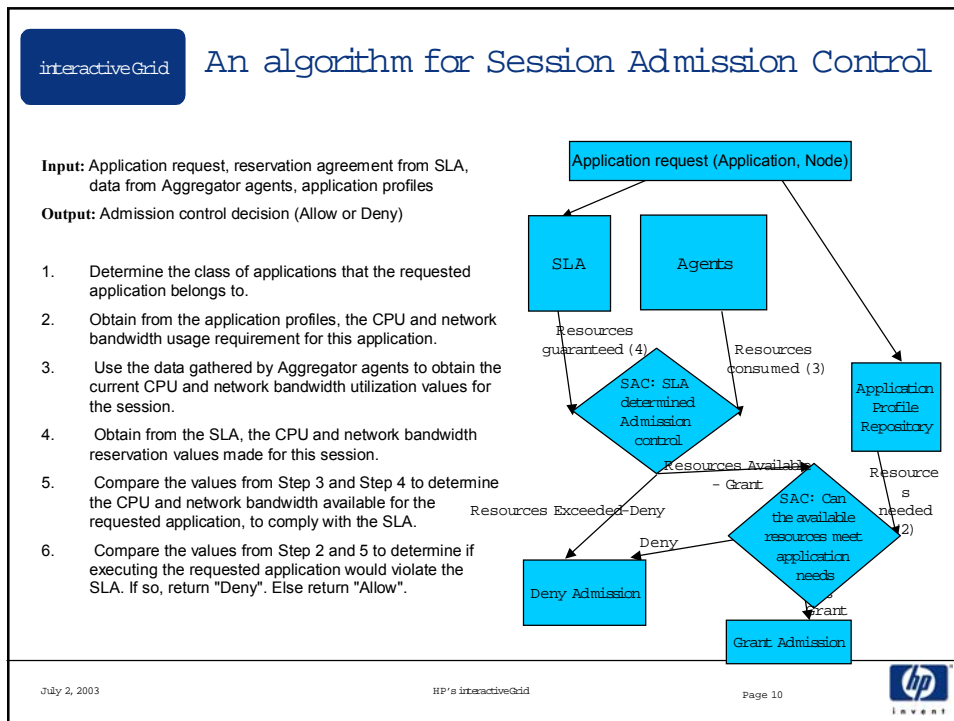 interactiveGrid
An algorithm for Session Admission Control
Input: Application request, reservation agreement from SLA,
data from Aggregator agents, application profiles
Output: Admission control decision (Allow or Deny)
1. Determine the class of applications that the requested
application belongs to.
2. Obtain from the application profiles, the CPU and network
bandwidth usage requirement for this application.
3. Use the data gathered by Aggregator agents to obtain the
current CPU and network bandwidth utilization values for
the session.
4. Obtain from the SLA, the CPU and network bandwidth
reservation values made for this session.
5. Compare the values from Step 3 and Step 4 to determine
the CPU and network bandwidth available for the
requested application, to comply with the SLA.
6. Compare the values from Step 2 and 5 to determine if
executing the requested application would violate the
SLA. If so, return "Deny". Else return "Allow".
Application request (Application, Node)
SLA
Agents
Resources
guaranteed (4)
Resources
consumed (3)
SAC: SLA
determined
Admission
control
Application
Profile
Repository
Resources Available
- Grant
Resources Exceeded-Deny
Resource
s
needed
(2)
SAC: Can
the available
resources meet
application
needs
Deny
Grant
Deny Admission
Grant Admission
July 2, 2003
HP's interactiveGrid
Page 10
hp
invent